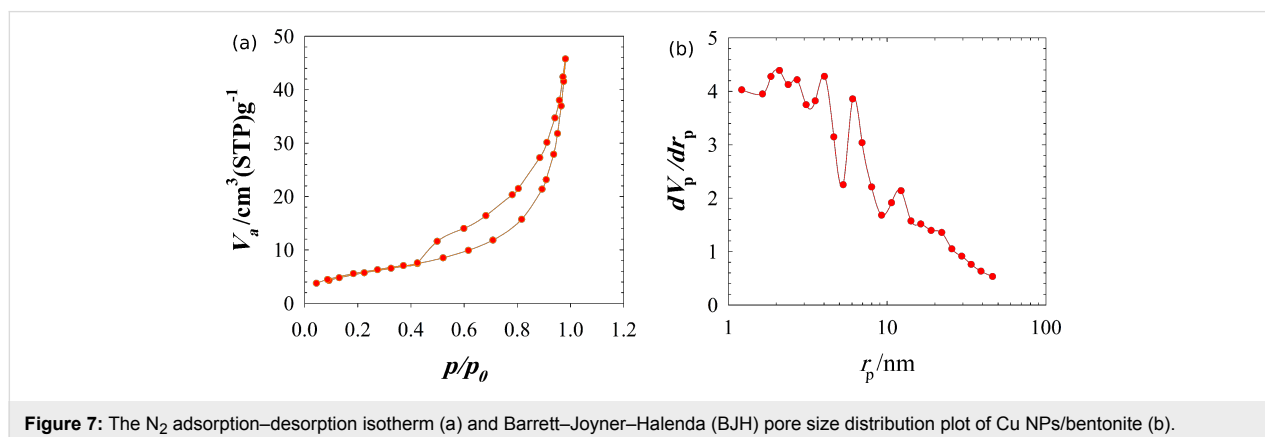 (a)
50
40
30
20
10
0
V_a/cm³(STP)g⁻¹
0.0 0.2 0.4 0.6 0.8 1.0 1.2
p/p₀
(b)
5
4
3
2
1
0
dV_p/dr_p
1 10 100
r_p/nm
Figure 7: The N₂ adsorption–desorption isotherm (a) and Barrett–Joyner–Halenda (BJH) pore size distribution plot of Cu NPs/bentonite (b).